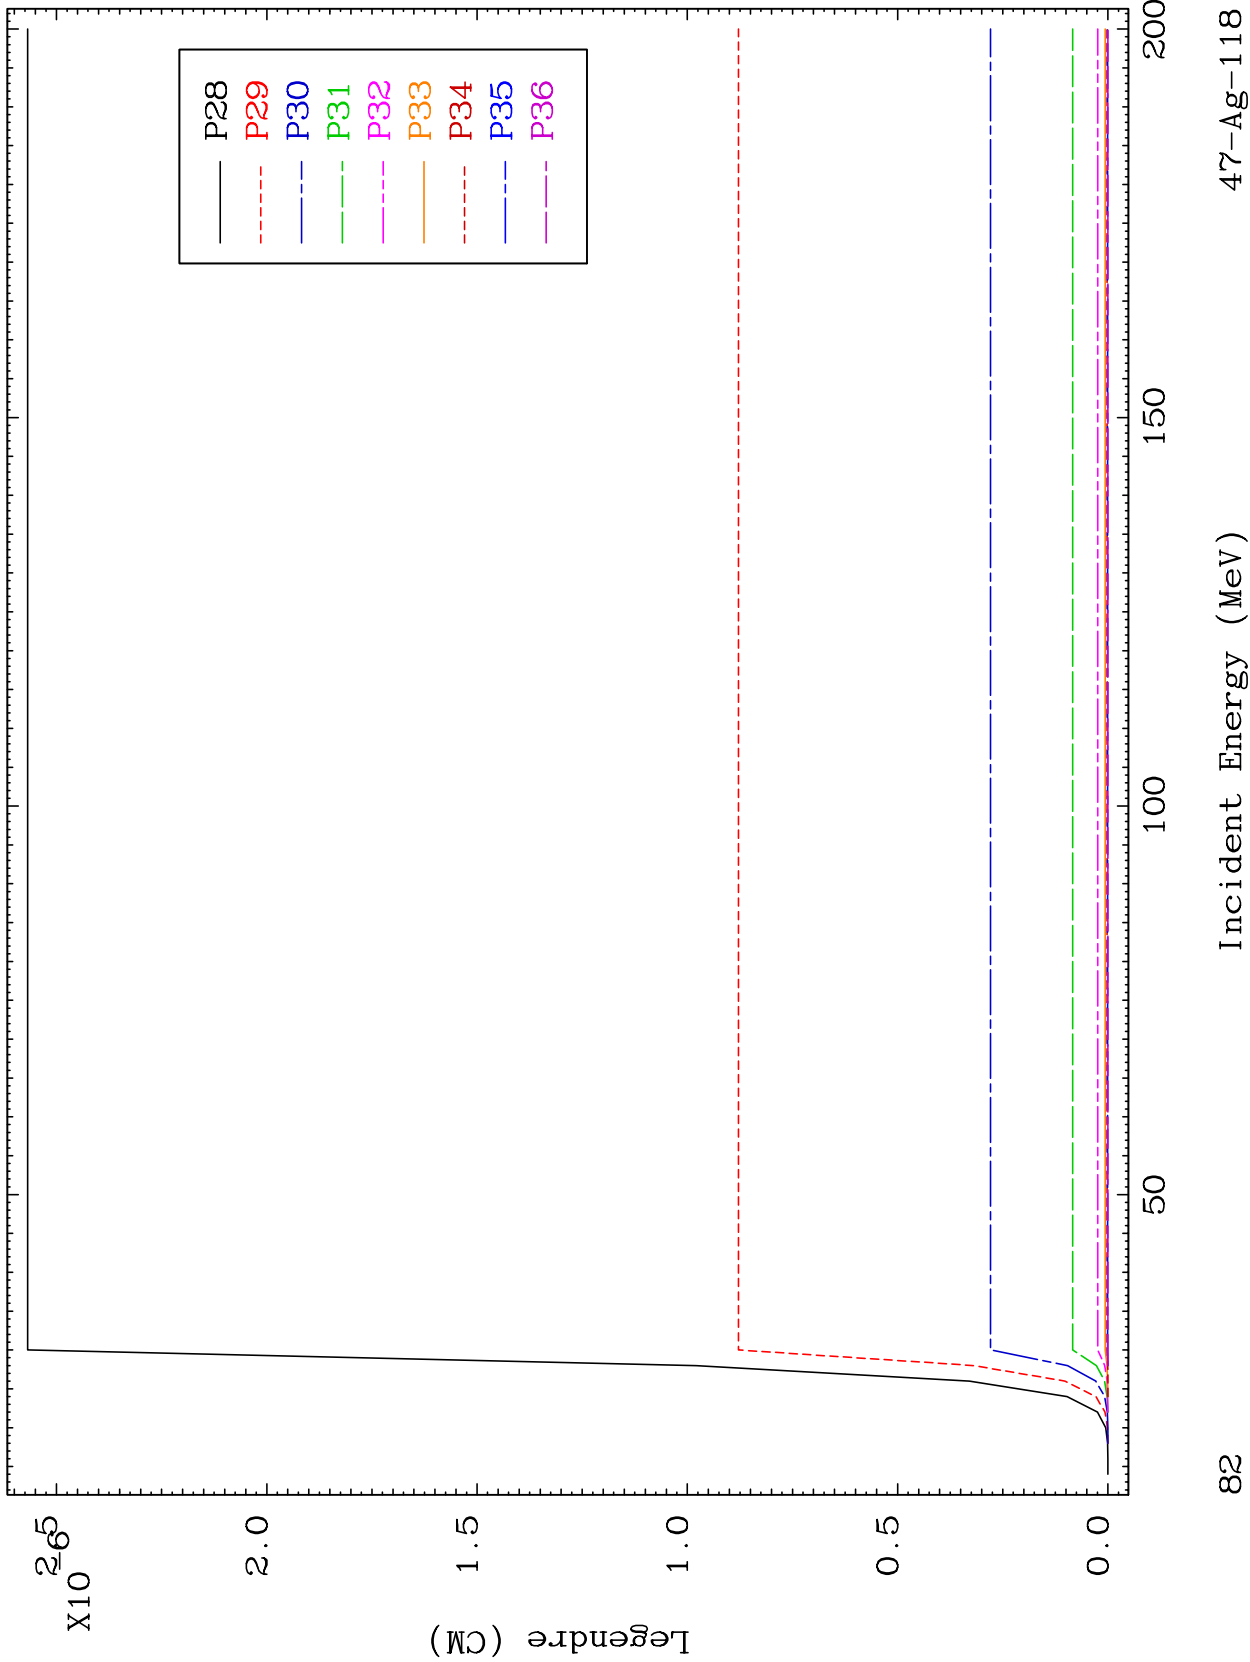 X10
-6
2.5
2.0
1.5
1.0
0.5
0.0
Legendre (CM)
P28
P29
P30
P31
P32
P33
P34
P35
P36
50
100
150
200
82
Incident Energy (MeV)
47-Ag-118